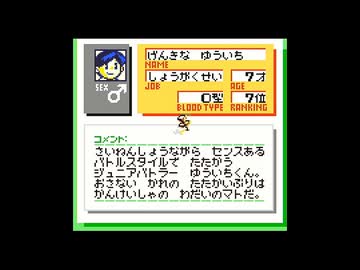 げんきな ゆういち
NAME
しょうがくせい 7才
JOB AGE
SEX ♂
O型 7位
BLOOD TYPE RANKING
コメント:
さいねんしょうながら センスある
バトルスタイルで たたかう
ジュニアバトラー ゆういちくん。
おさない かれの たたかいぶりは
かんけいしゃの わだいのマトだ。